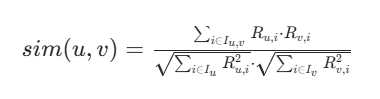 sim(u, v) = \frac{\sum_{i \in I_{u,v}} R_{u,i} \cdot R_{v,i}}{\sqrt{\sum_{i \in I_u} R_{u,i}^2} \cdot \sqrt{\sum_{i \in I_v} R_{v,i}^2}}